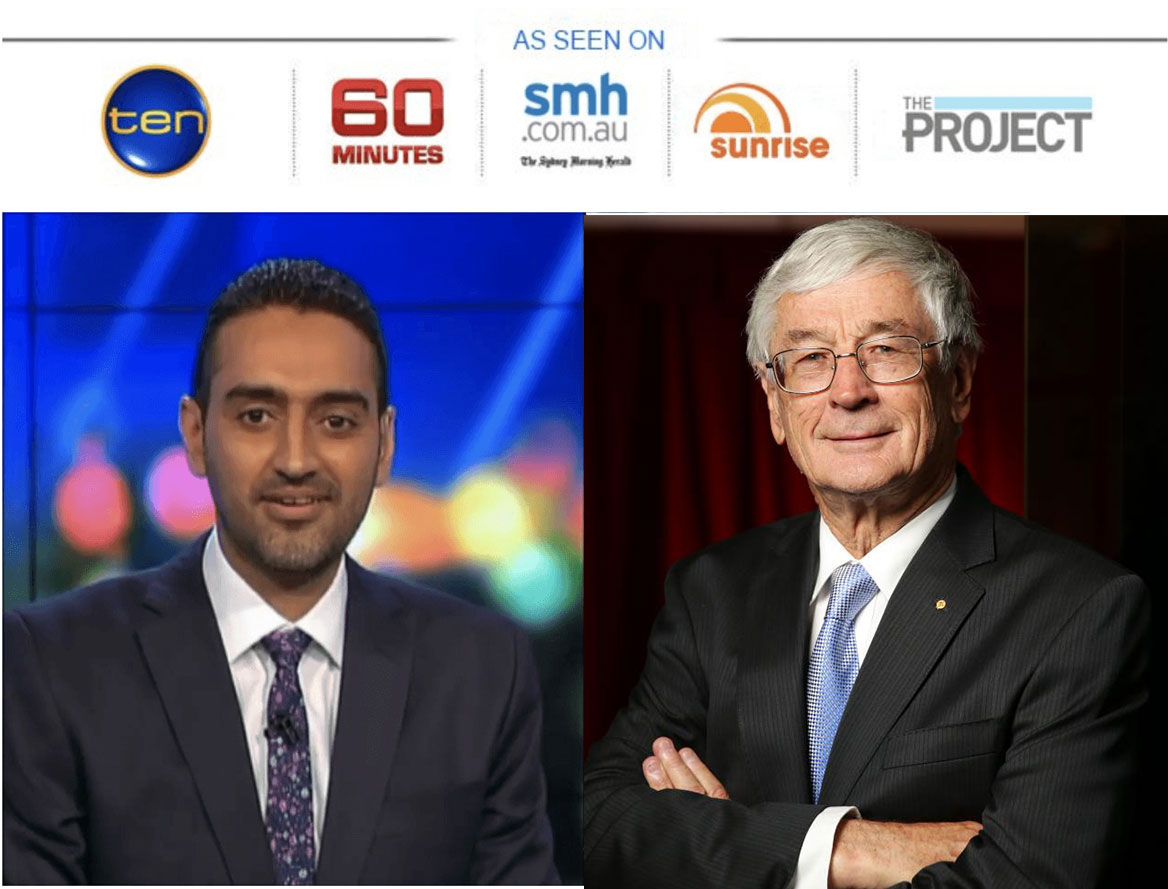 AS SEEN ON
ten
60
MINUTES
smh
.com.au
The Sydney Morning Herald
sunrise
THE
PROJECT